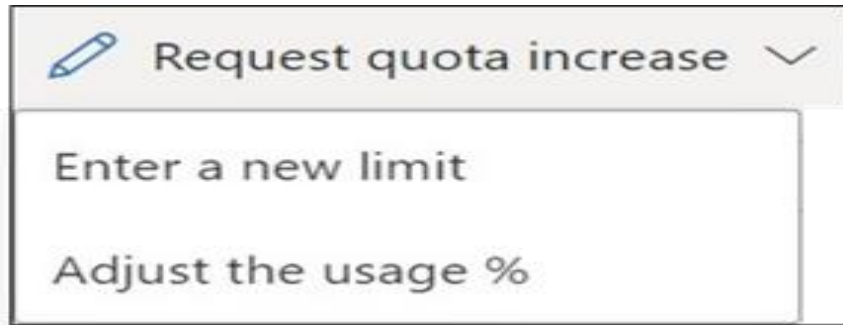 Request quota increase
Enter a new limit
Adjust the usage %